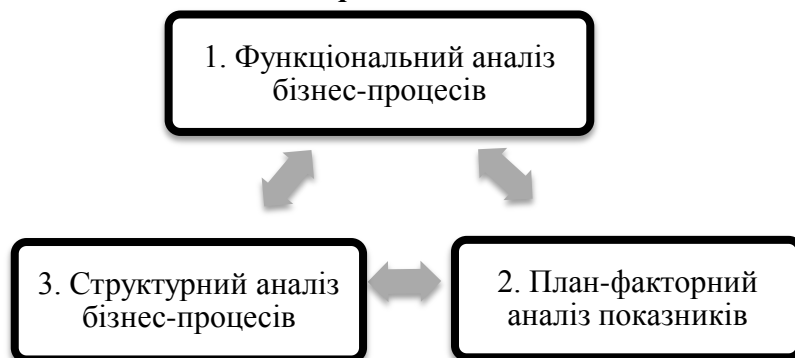 1. Функціональний аналіз
бізнес-процесів
3. Структурний аналіз
бізнес-процесів
2. План-факторний
аналіз показників